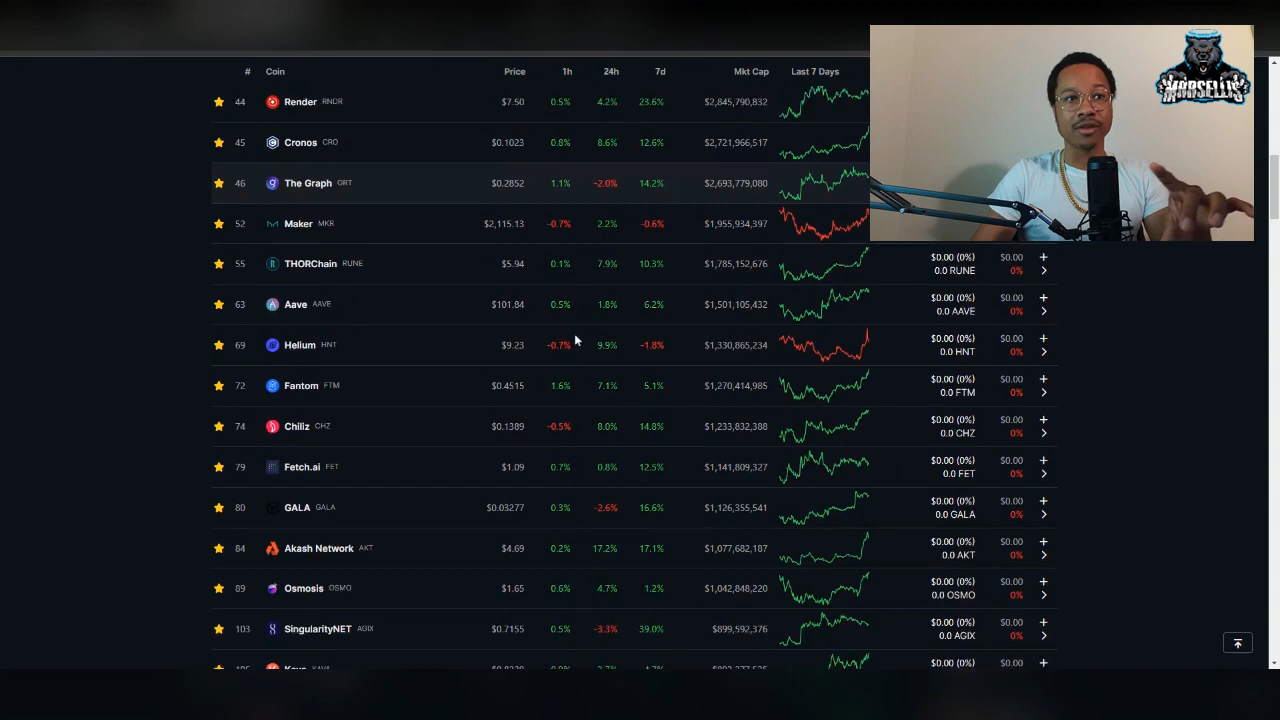 # Coin Price 1h 24h 7d Mkt Cap Last 7 Days
MARSELLIS
44 Render RNDR $7.50 0.5% 4.2% 23.6% $2,845,790,832
45 Cronos CRO $0.1023 0.8% 8.6% 12.6% $2,721,966,517
46 The Graph GRT $0.2852 1.1% -2.0% 14.2% $2,693,779,080
52 Maker MKR $2,115.13 -0.7% 2.2% -0.6% $1,955,934,397
55 THORChain RUNE $5.94 0.1% 7.9% 10.3% $1,785,152,676 $0.00 (0%) $0.00 +
0.0 RUNE 0%
63 Aave AAVE $101.84 0.5% 1.8% 6.2% $1,501,105,432 $0.00 (0%) $0.00 +
0.0 AAVE 0%
69 Helium HNT $9.23 -0.7% 9.9% -1.8% $1,330,865,234 $0.00 (0%) $0.00 +
0.0 HNT 0%
72 Fantom FTM $0.4515 1.6% 7.1% 5.1% $1,270,414,985 $0.00 (0%) $0.00 +
0.0 FTM 0%
74 Chiliz CHZ $0.1389 -0.5% 8.0% 14.8% $1,233,832,388 $0.00 (0%) $0.00 +
0.0 CHZ 0%
79 Fetch.ai FET $1.09 0.7% 0.8% 12.5% $1,141,809,327 $0.00 (0%) $0.00 +
0.0 FET 0%
80 GALA GALA $0.03277 0.3% -2.6% 16.6% $1,126,355,541 $0.00 (0%) $0.00 +
0.0 GALA 0%
84 Akash Network AKT $4.69 0.2% 17.2% 17.1% $1,077,682,187 $0.00 (0%) $0.00 +
0.0 AKT 0%
89 Osmosis OSMO $1.65 0.6% 4.7% 1.2% $1,042,848,220 $0.00 (0%) $0.00 +
0.0 OSMO 0%
103 SingularityNET AGIX $0.7155 0.5% -3.3% 39.0% $899,592,376 $0.00 (0%) $0.00 +
0.0 AGIX 0%
$0.00 (0%) $0.00 +